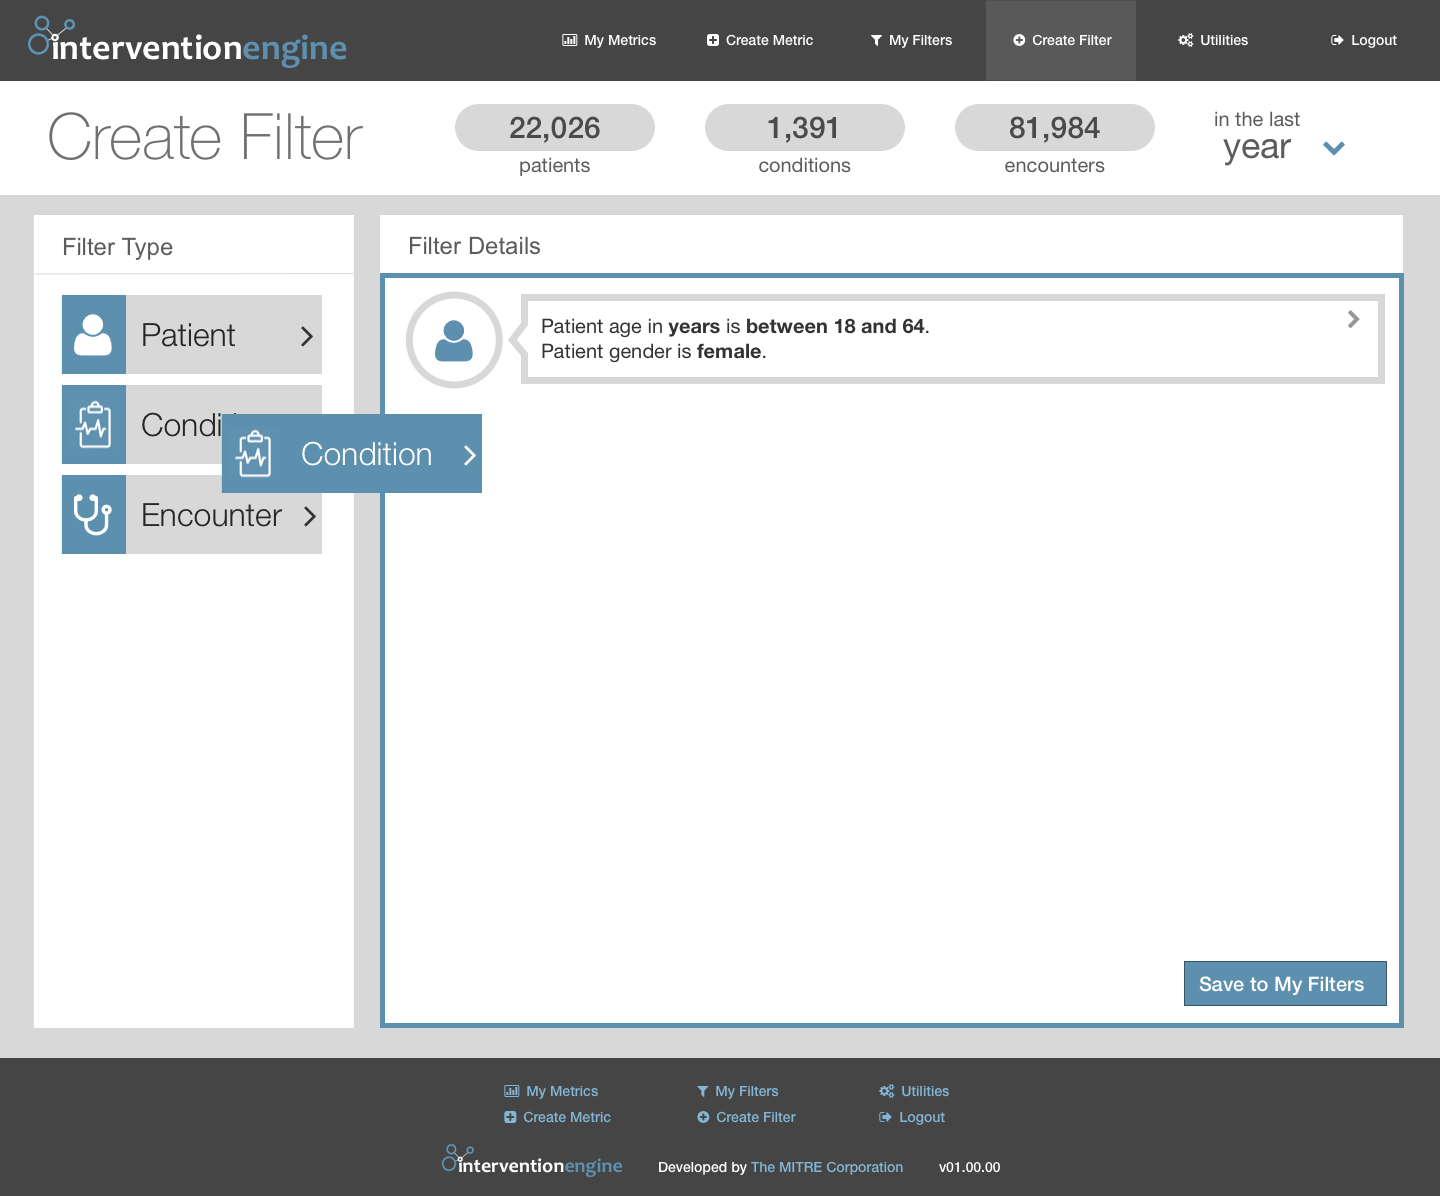 interventionengine
My Metrics
Create Metric
My Filters
Create Filter
Utilities
Logout
Create Filter
22,026
patients
1,391
conditions
81,984
encounters
in the last
year
Filter Type
Patient
Condi
Condition
Encounter
Filter Details
Patient age in years is between 18 and 64.
Patient gender is female.
Save to My Filters
My Metrics
My Filters
Utilities
Create Metric
Create Filter
Logout
interventionengine
Developed by The MITRE Corporation
v01.00.00